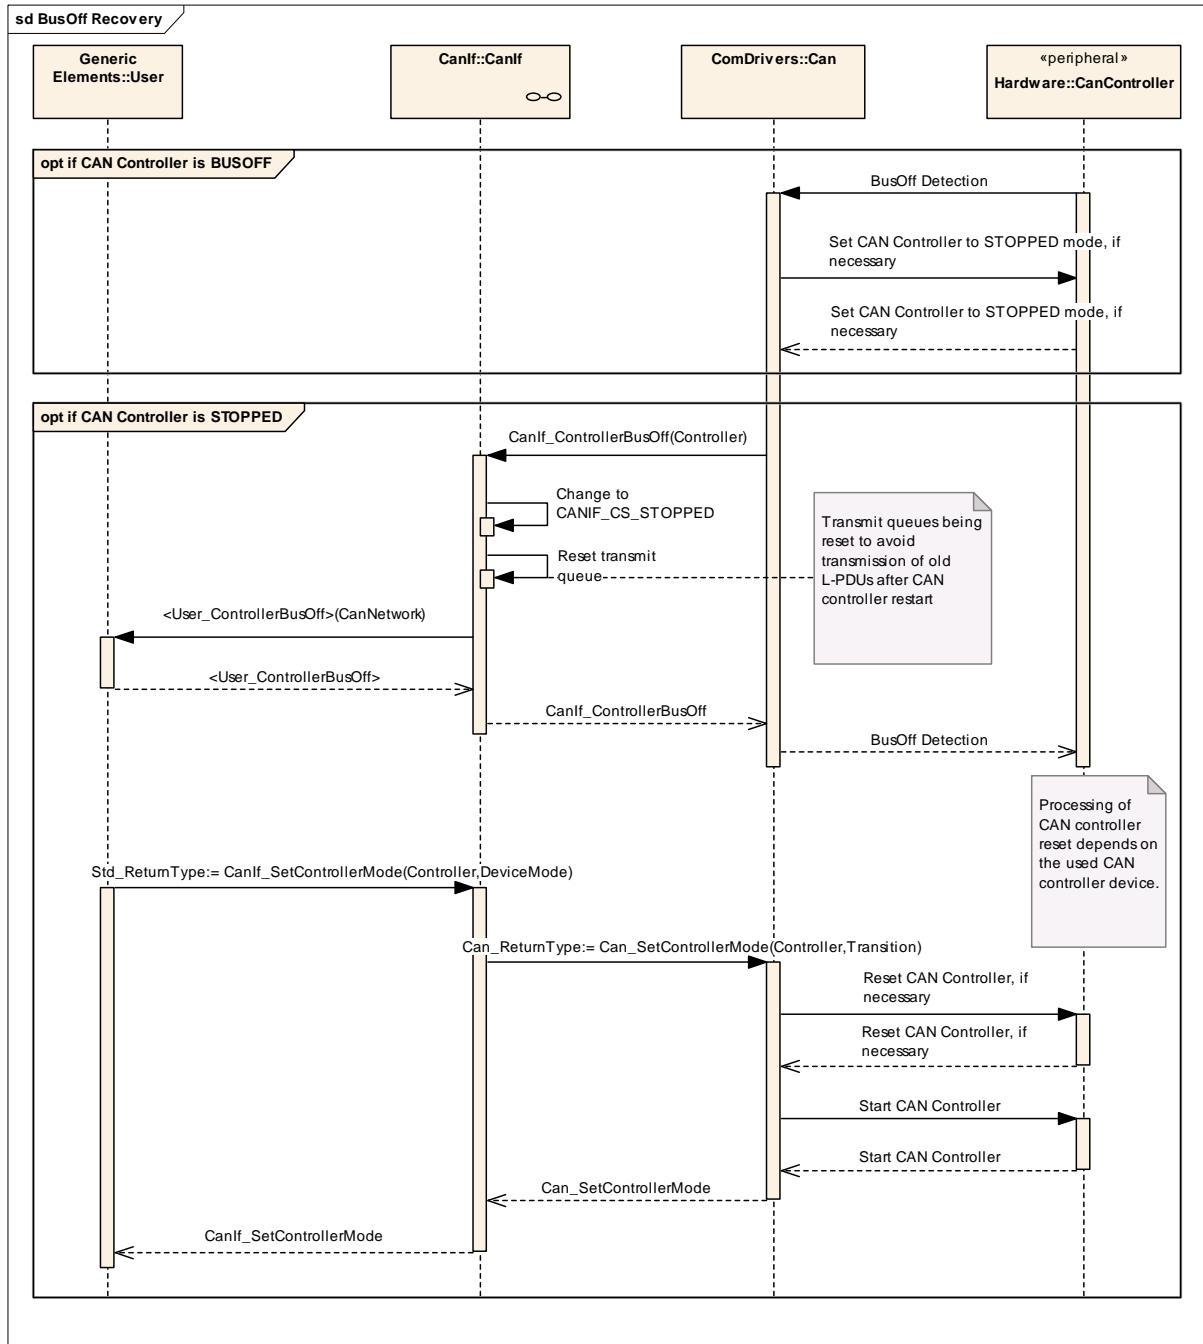 sd BusOff Recovery
Generic
Elements::User
CanIf::CanIf
ComDrivers::Can
«peripheral»
Hardware::CanController
opt if CAN Controller is BUSOFF
BusOff Detection
Set CAN Controller to STOPPED mode, if
necessary
Set CAN Controller to STOPPED mode, if
necessary
opt if CAN Controller is STOPPED
CanIf_ControllerBusOff(Controller)
Change to
CANIF_CS_STOPPED
Reset transmit
queue
Transmit queues being
reset to avoid
transmission of old
L-PDUs after CAN
controller restart
<User_ControllerBusOff>(CanNetwork)
<User_ControllerBusOff>
CanIf_ControllerBusOff
BusOff Detection
Processing of
CAN controller
reset depends on
the used CAN
controller device.
Std_ReturnType:= CanIf_SetControllerMode(Controller,DeviceMode)
Can_ReturnType:= Can_SetControllerMode(Controller,Transition)
Reset CAN Controller, if
necessary
Reset CAN Controller, if
necessary
Start CAN Controller
Start CAN Controller
Can_SetControllerMode
CanIf_SetControllerMode